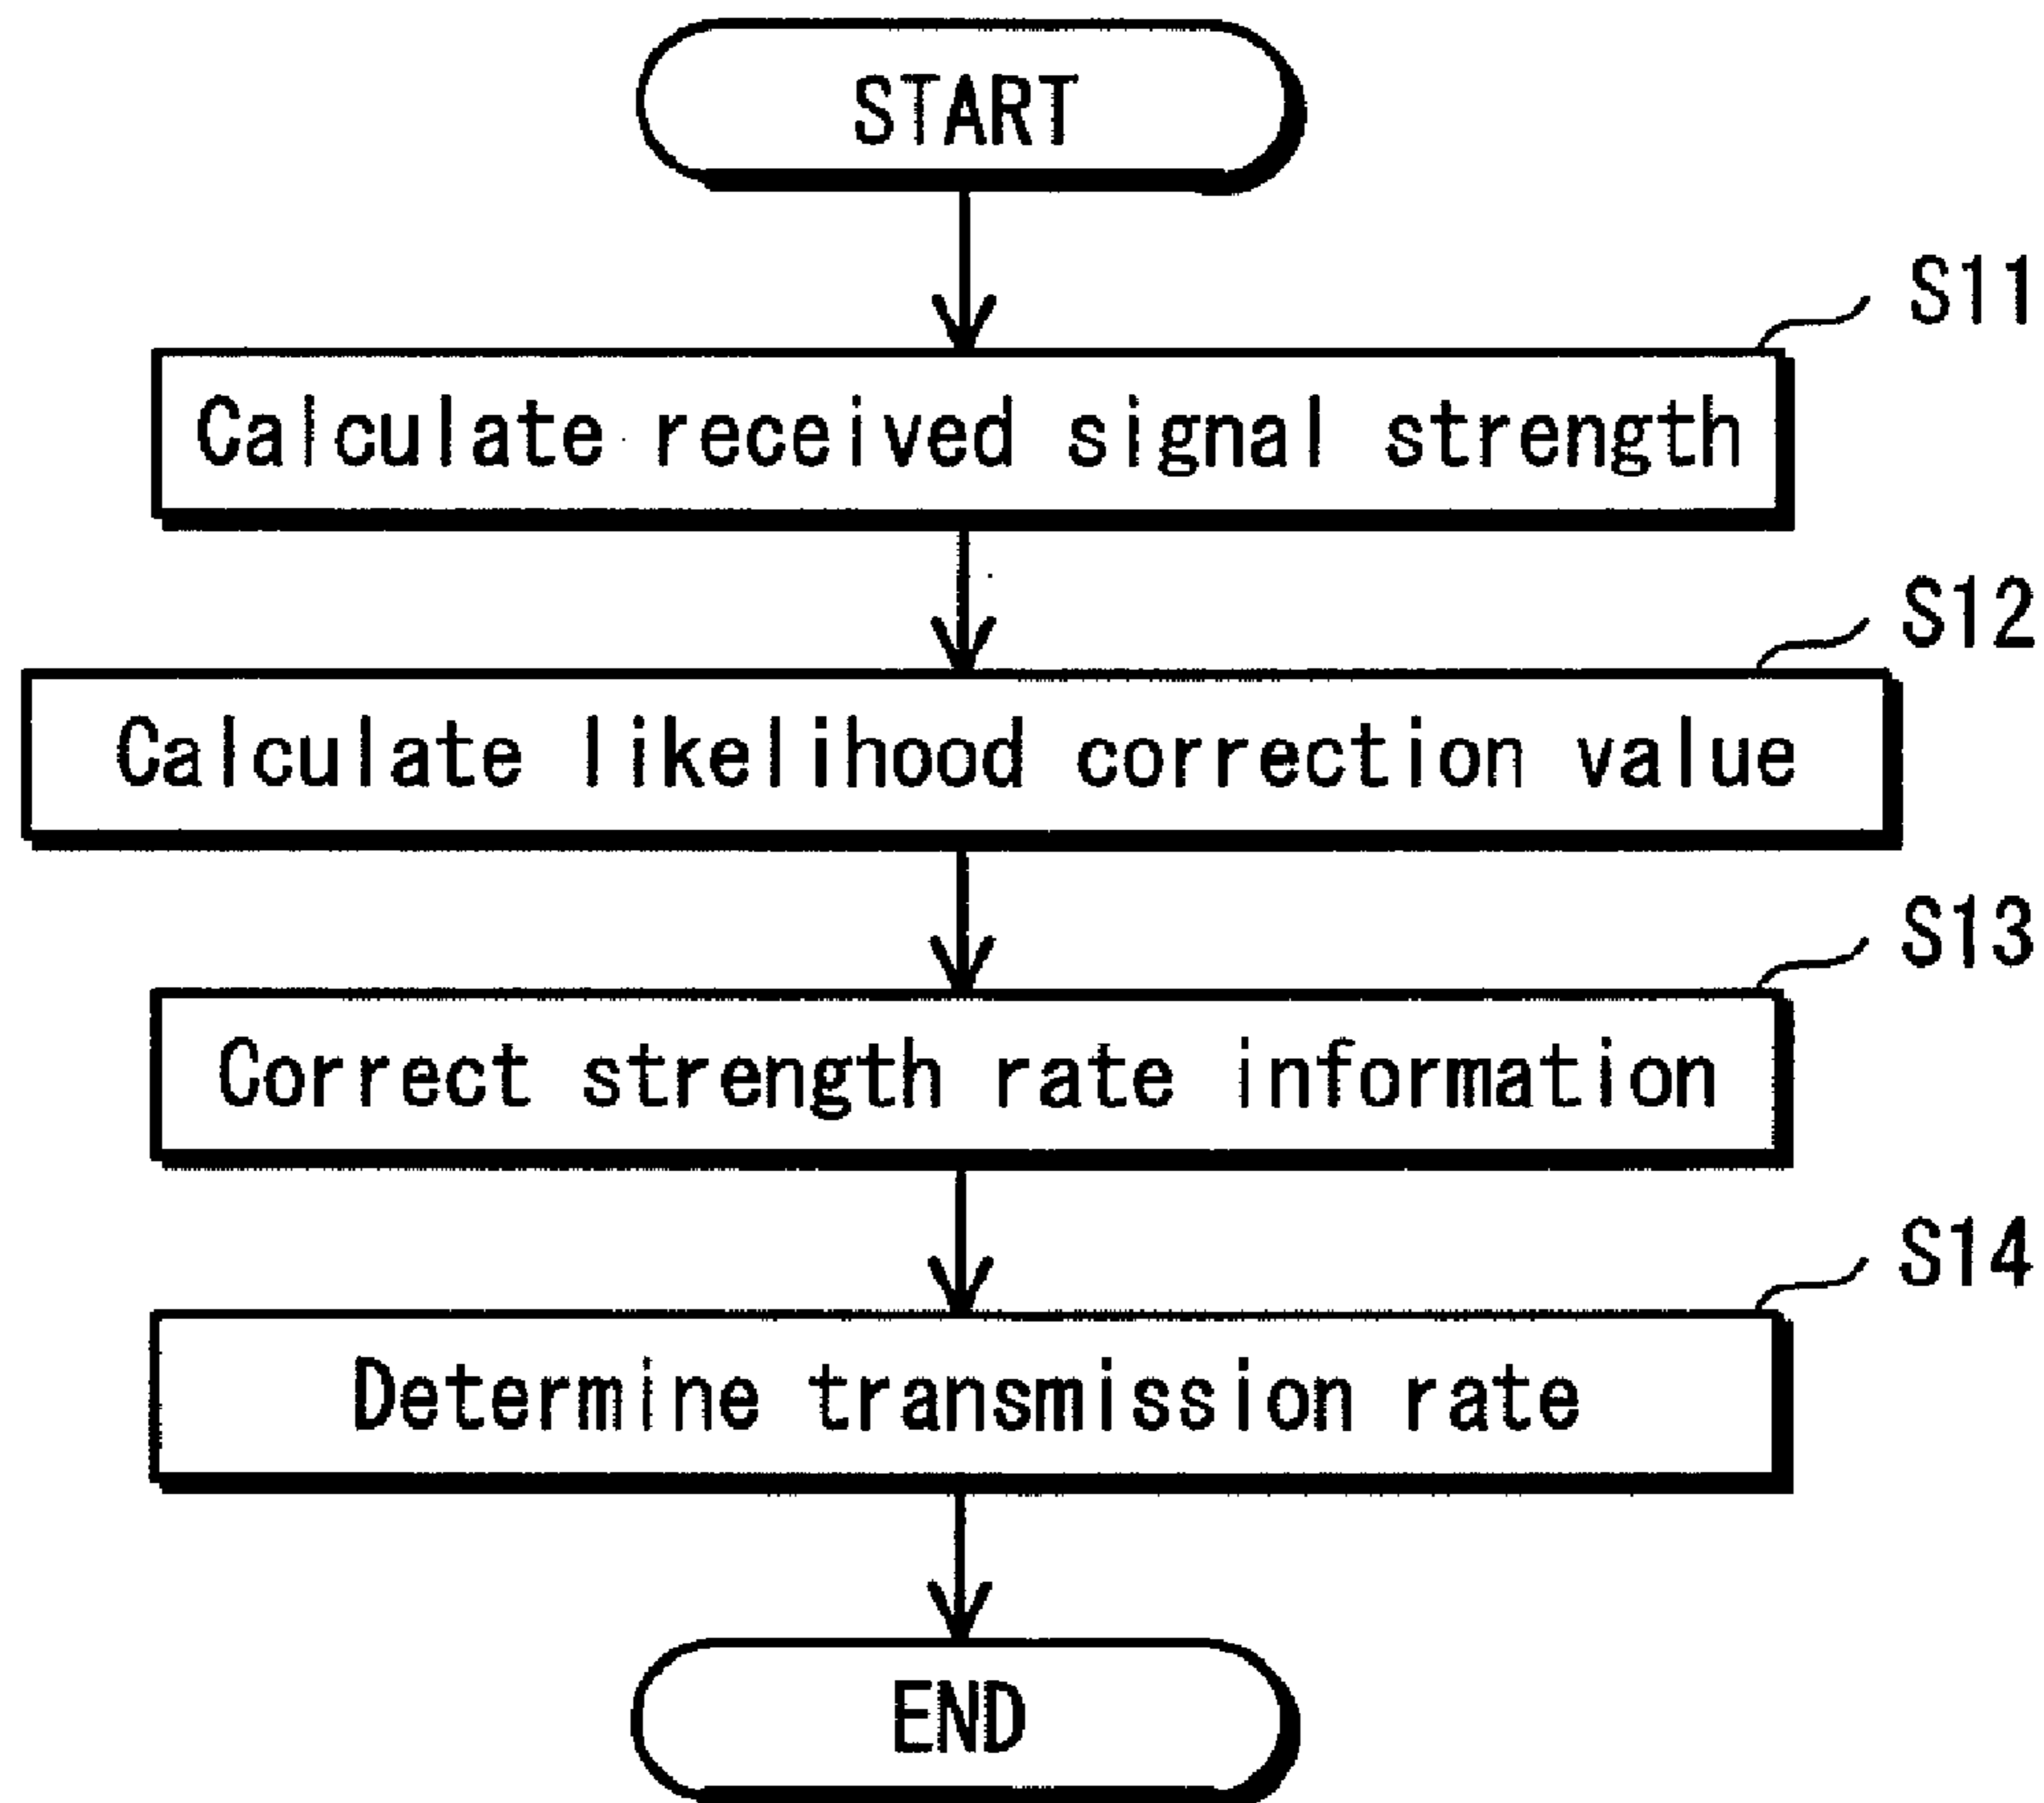 START
S11
Calculate received signal strength
S12
Calculate likelihood correction value
S13
Correct strength rate information
S14
Determine transmission rate
END